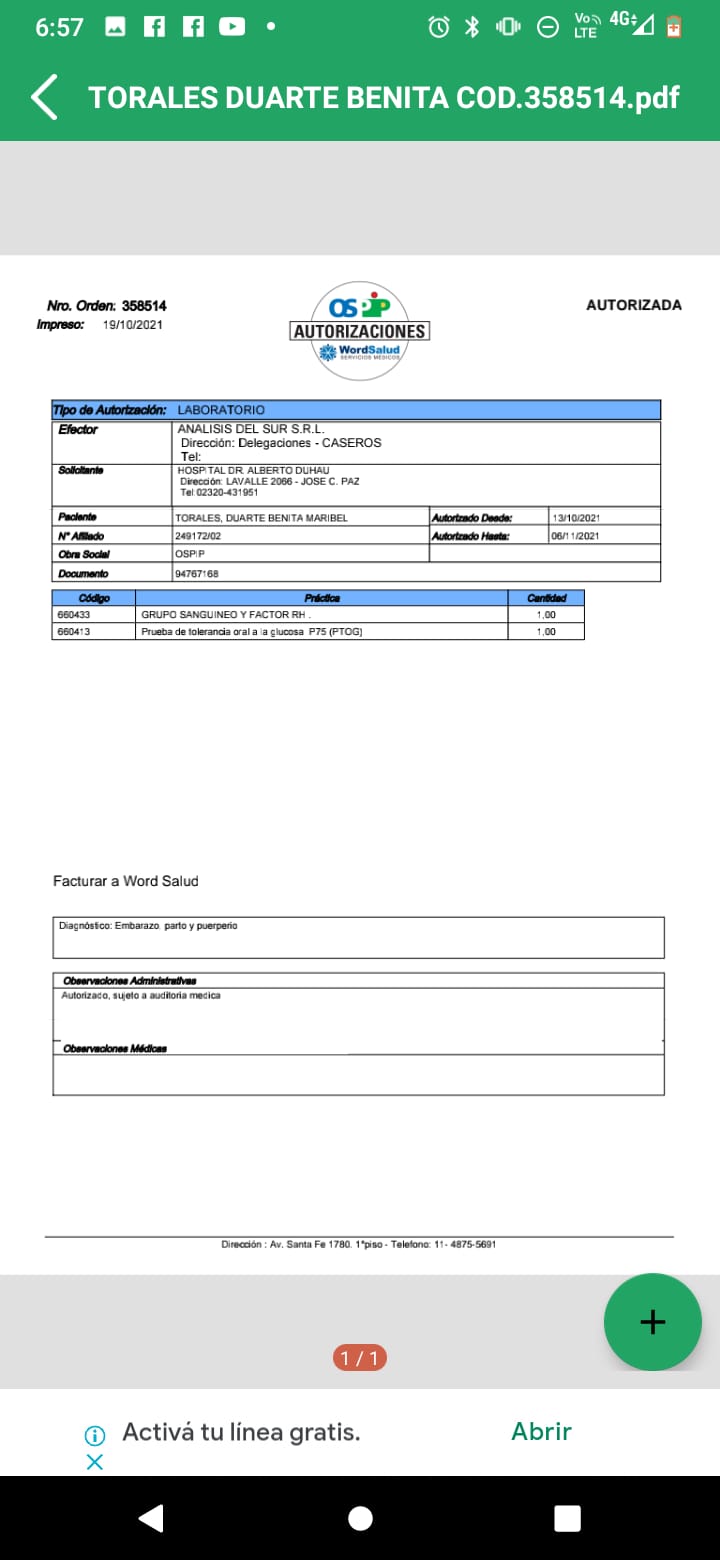 6:57
Vo LTE 4G
TORALES DUARTE BENITA COD.358514.pdf
Nro. Orden: 358514
AUTORIZADA
Impreso: 19/10/2021
OSPIP
AUTORIZACIONES
WordSalud
SERVICIOS MEDICOS
Tipo de Autorización: LABORATORIO
Efector ANALISIS DEL SUR S.R.L.
Dirección: Delegaciones - CASEROS
Tel:
Solicitante HOSPITAL DR. ALBERTO DUHAU
Dirección: LAVALLE 2066 - JOSE C. PAZ
Tel:02320-431951
Paciente TORALES, DUARTE BENITA MARIBEL Autorizado Desde: 13/10/2021
N° Afiliado 249172/02 Autorizado Hasta: 06/11/2021
Obra Social OSPIP
Documento 94767168
Código Práctica Cantidad
660433 GRUPO SANGUINEO Y FACTOR RH . 1,00
660413 Prueba de tolerancia oral a la glucosa P75 (PTOG) 1,00
Facturar a Word Salud
Diagnóstico: Embarazo, parto y puerperio
Observaciones Administrativas
Autorizado, sujeto a auditoria medica
Observaciones Médicas
Dirección : Av. Santa Fe 1780. 1°piso - Telefono: 11- 4875-5691
1 / 1
Activá tu línea gratis.
Abrir